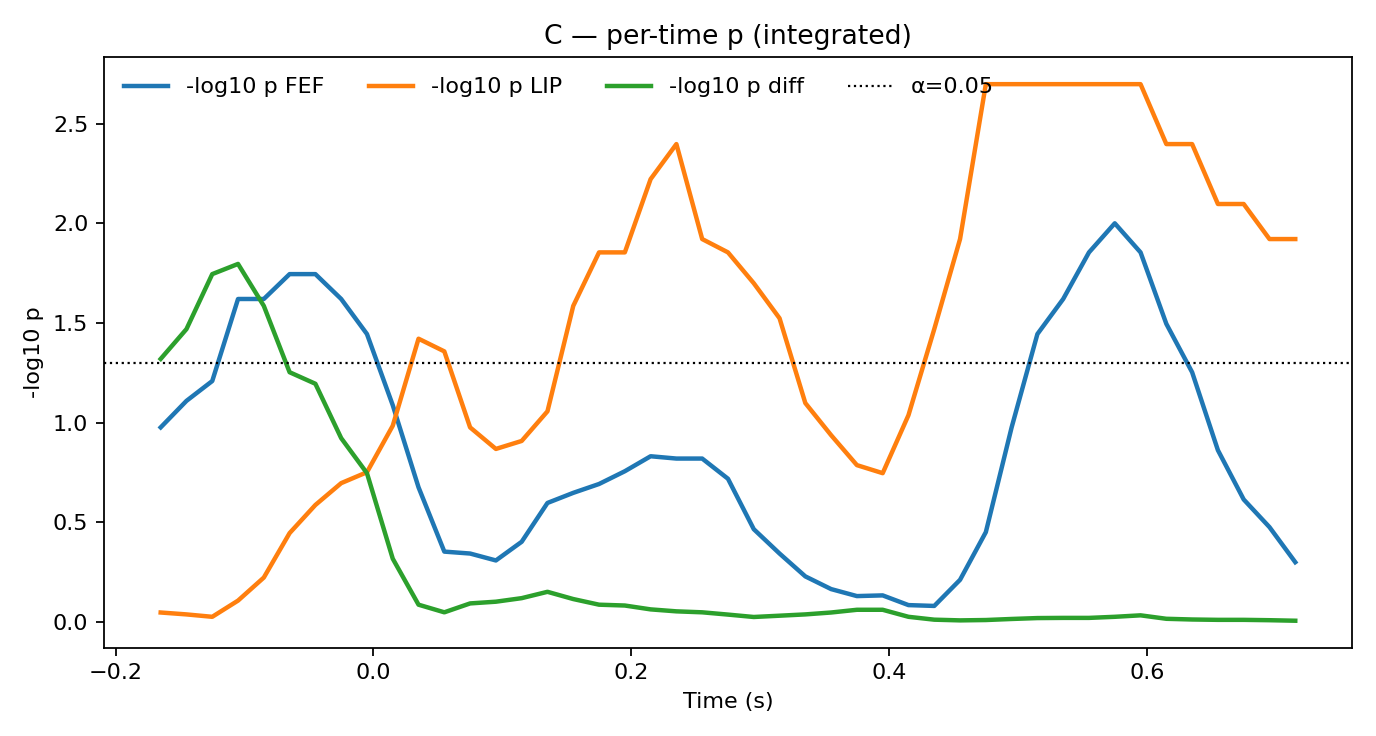 C — per-time p (integrated)
-log10 p FEF -log10 p LIP -log10 p diff α=0.05
-log10 p
2.5
2.0
1.5
1.0
0.5
0.0
−0.2 0.0 0.2 0.4 0.6
Time (s)